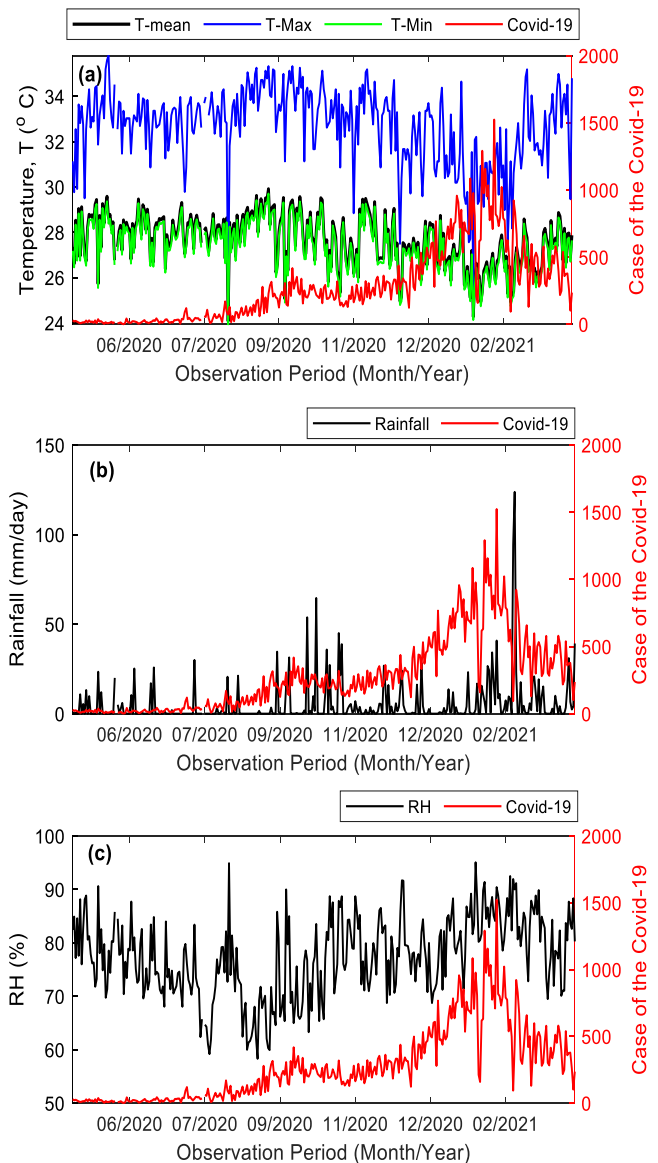 T-mean T-Max T-Min Covid-19
(a)
Temperature, T (° C)
34
32
30
28
26
24
2000
1500
1000
500
0
Case of the Covid-19
06/2020 07/2020 09/2020 11/2020 12/2020 02/2021
Observation Period (Month/Year)
Rainfall Covid-19
(b)
Rainfall (mm/day)
150
100
50
0
2000
1500
1000
500
0
Case of the Covid-19
06/2020 07/2020 09/2020 11/2020 12/2020 02/2021
Observation Period (Month/Year)
RH Covid-19
(c)
RH (%)
100
90
80
70
60
50
2000
1500
1000
500
0
Case of the Covid-19
06/2020 07/2020 09/2020 11/2020 12/2020 02/2021
Observation Period (Month/Year)